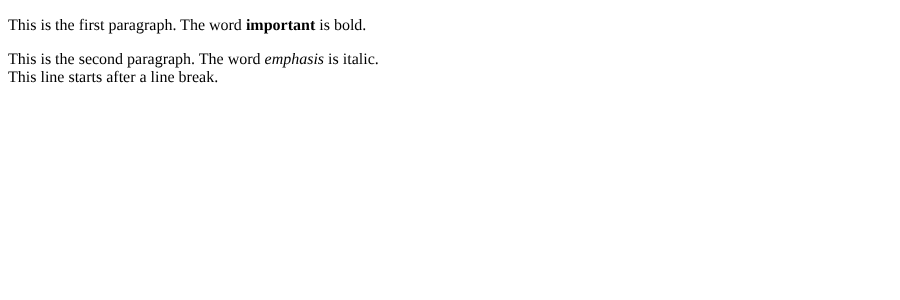 This is the first paragraph. The word important is bold.
This is the second paragraph. The word emphasis is italic.
This line starts after a line break.